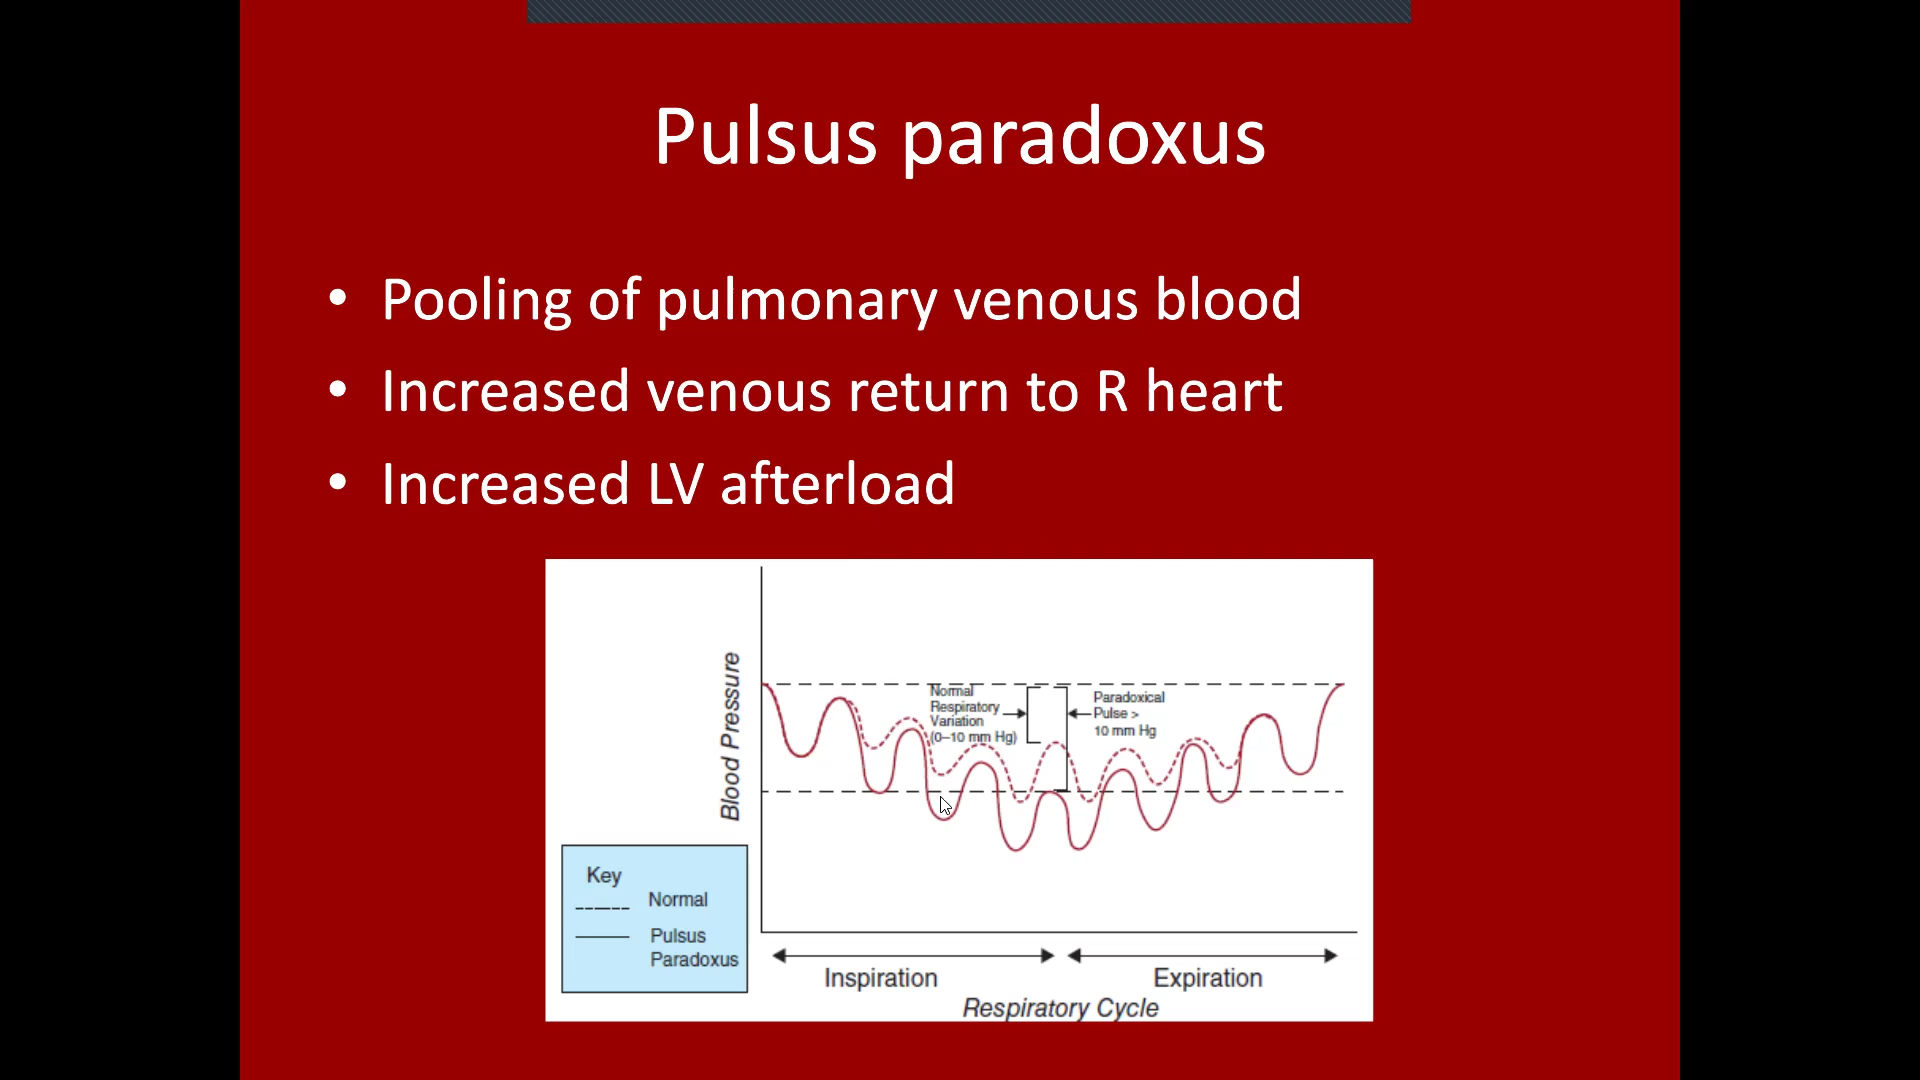 Pulsus paradoxus
• Pooling of pulmonary venous blood
• Increased venous return to R heart
• Increased LV afterload
Blood Pressure
Normal
Respiratory
Variation
(0–10 mm Hg)
Paradoxical
Pulse >
10 mm Hg
Key
Normal
Pulsus
Paradoxus
Inspiration
Expiration
Respiratory Cycle